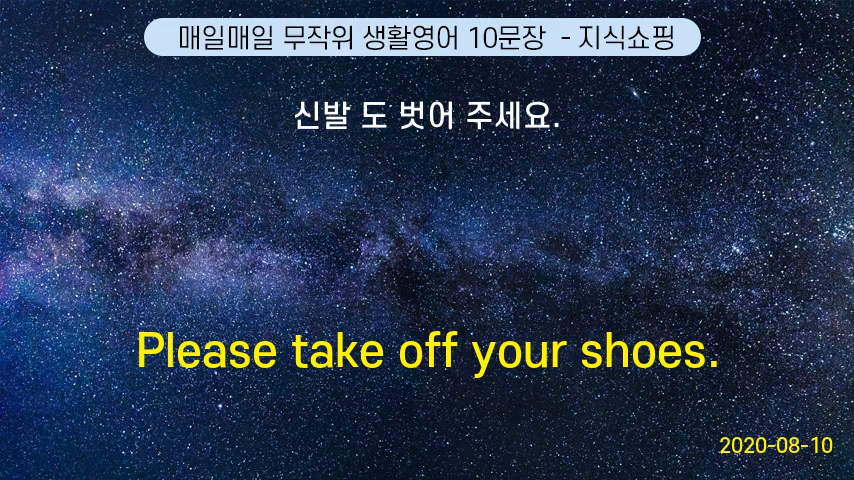 매일매일 무작위 생활영어 10문장 - 지식쇼핑
신발 도 벗어 주세요.
Please take off your shoes.
2020-08-10